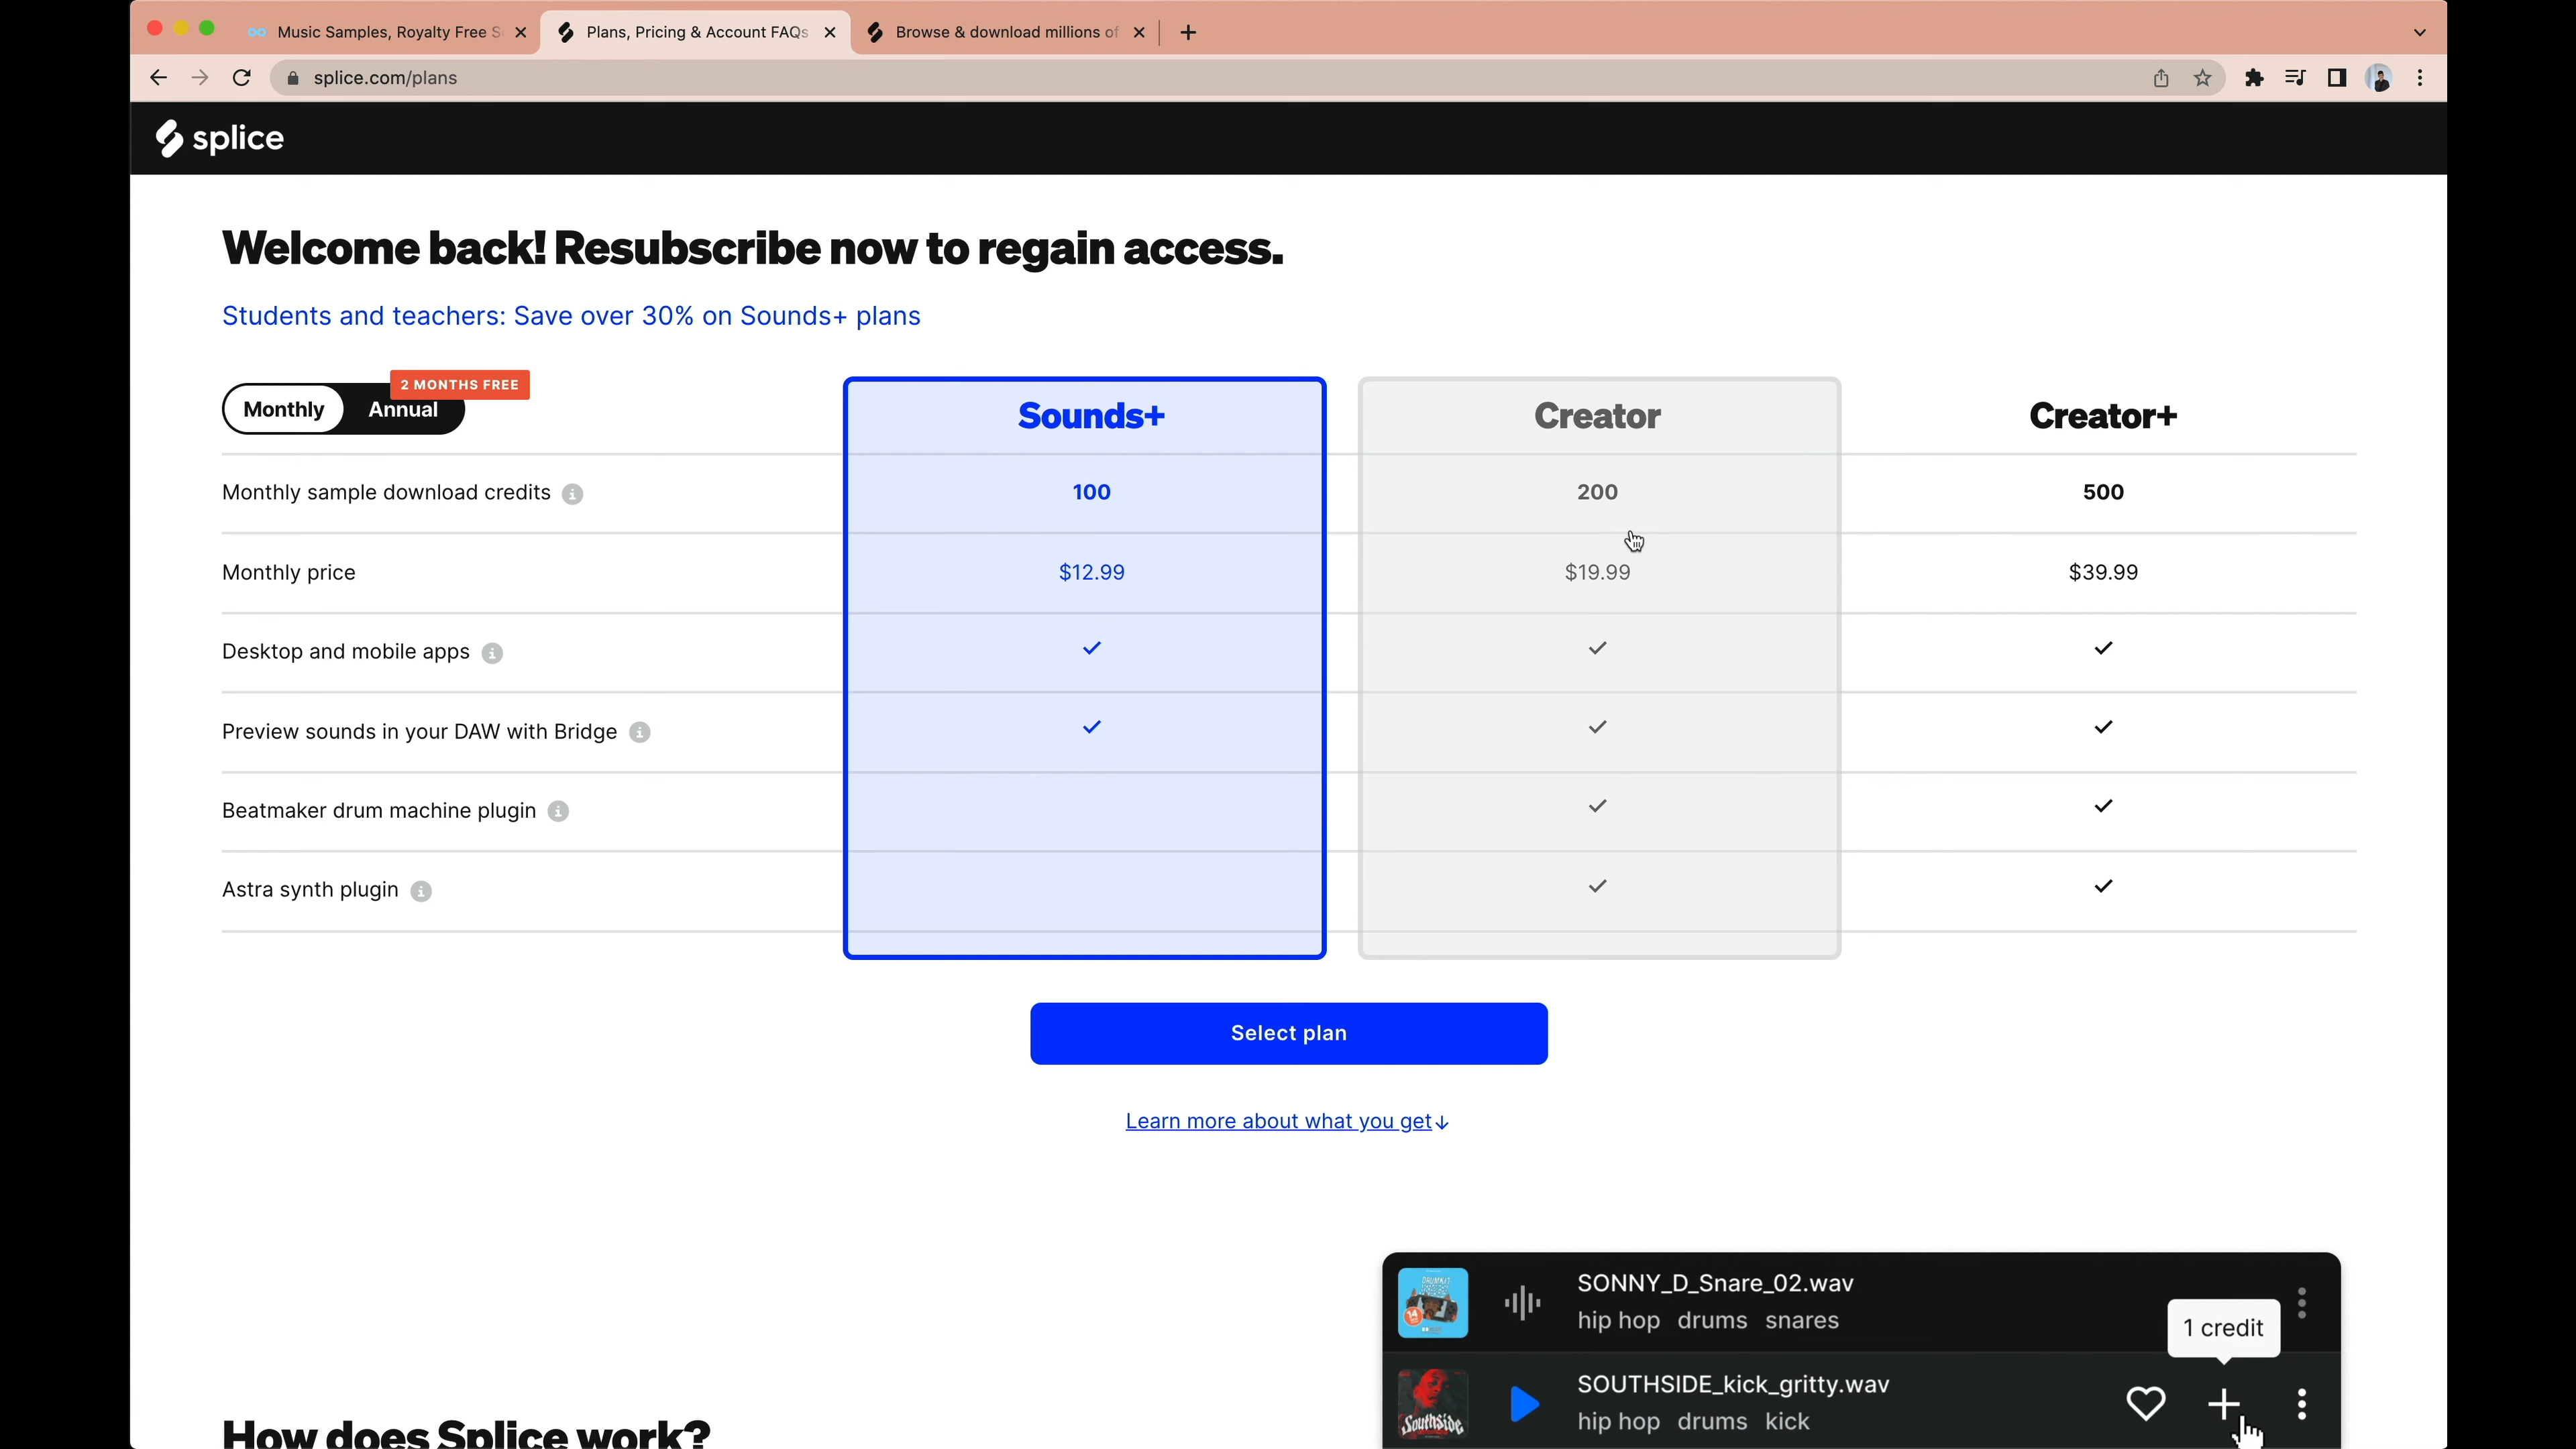 Music Samples, Royalty Free S
Plans, Pricing & Account FAQs
Browse & download millions of
splice.com/plans
splice
Welcome back! Resubscribe now to regain access.
Students and teachers: Save over 30% on Sounds+ plans
2 MONTHS FREE
Monthly Annual
Sounds+ Creator Creator+
Monthly sample download credits 100 200 500
Monthly price $12.99 $19.99 $39.99
Desktop and mobile apps
Preview sounds in your DAW with Bridge
Beatmaker drum machine plugin
Astra synth plugin
Select plan
Learn more about what you get↓
SONNY_D_Snare_02.wav
hip hop drums snares
1 credit
SOUTHSIDE_kick_gritty.wav
hip hop drums kick
Southside
How does Splice work?